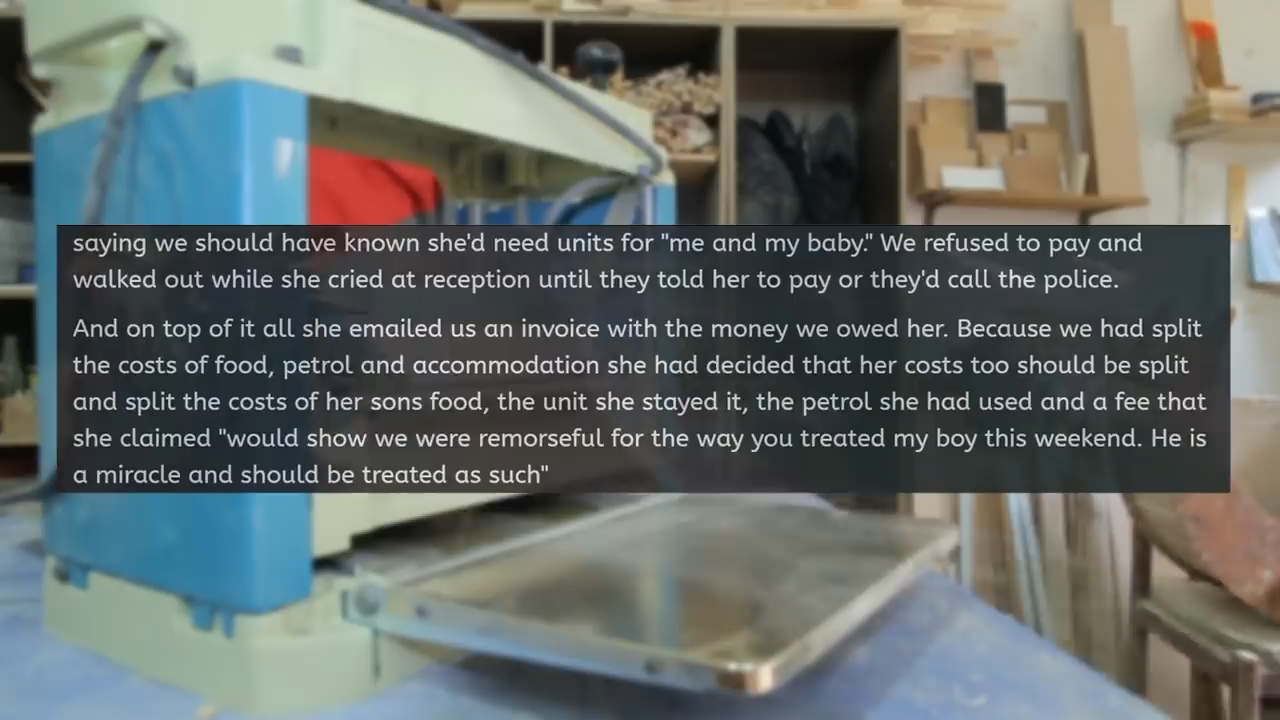 saying we should have known she'd need units for "me and my baby." We refused to pay and
walked out while she cried at reception until they told her to pay or they'd call the police.
And on top of it all she emailed us an invoice with the money we owed her. Because we had split
the costs of food, petrol and accommodation she had decided that her costs too should be split
and split the costs of her sons food, the unit she stayed it, the petrol she had used and a fee that
she claimed "would show we were remorseful for the way you treated my boy this weekend. He is
a miracle and should be treated as such"